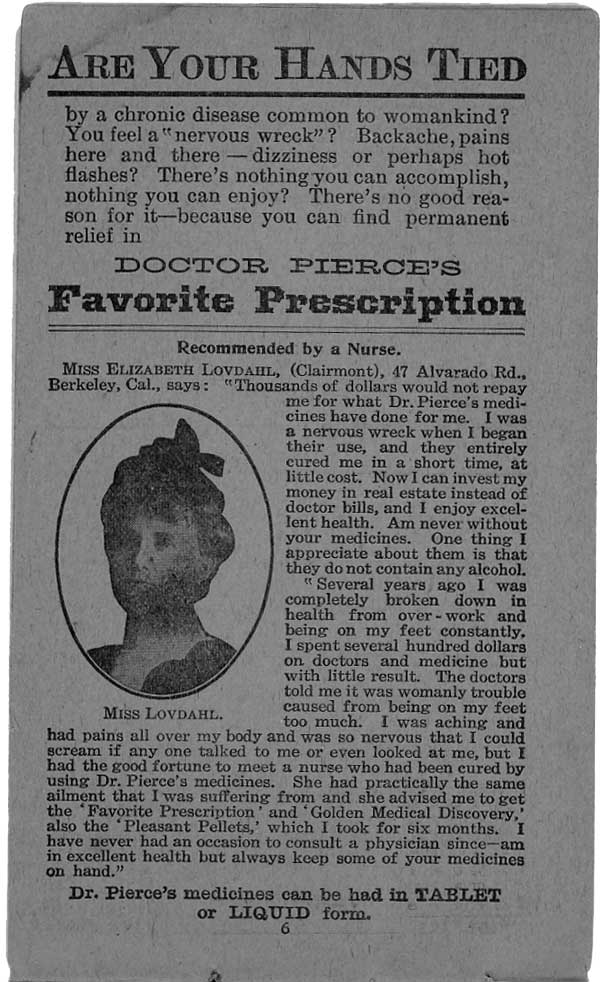 ARE YOUR HANDS TIED
by a chronic disease common to womankind?
You feel a "nervous wreck"? Backache, pains
here and there — dizziness or perhaps hot
flashes? There's nothing you can accomplish,
nothing you can enjoy? There's no good rea-
son for it—because you can find permanent
relief in
DOCTOR PIERCE'S
Favorite Prescription
Recommended by a Nurse.
MISS ELIZABETH LOVDAHL, (Clairmont), 47 Alvarado Rd.,
Berkeley, Cal., says: "Thousands of dollars would not repay
me for what Dr. Pierce's medi-
cines have done for me. I was
a nervous wreck when I began
their use, and they entirely
cured me in a short time, at
little cost. Now I can invest my
money in real estate instead of
doctor bills, and I enjoy excel-
lent health. Am never without
your medicines. One thing I
appreciate about them is that
they do not contain any alcohol.
"Several years ago I was
completely broken down in
health from over-work and
being on my feet constantly.
I spent several hundred dollars
on doctors and medicine but
with little result. The doctors
told me it was womanly trouble
caused from being on my feet
too much. I was aching and
MISS LOVDAHL.
had pains all over my body and was so nervous that I could
scream if any one talked to me or even looked at me, but I
had the good fortune to meet a nurse who had been cured by
using Dr. Pierce's medicines. She had practically the same
ailment that I was suffering from and she advised me to get
the 'Favorite Prescription' and 'Golden Medical Discovery,'
also the 'Pleasant Pellets,' which I took for six months. I
have never had an occasion to consult a physician since—am
in excellent health but always keep some of your medicines
on hand."
Dr. Pierce's medicines can be had in TABLET
or LIQUID form.
6